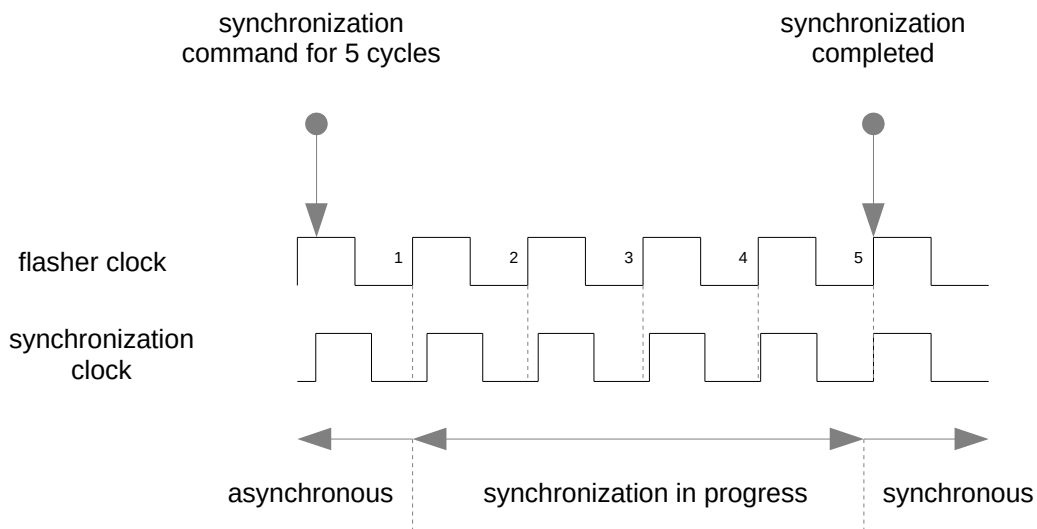 synchronization
command for 5 cycles
synchronization
completed
flasher clock
1
2
3
4
5
synchronization
clock
asynchronous
synchronization in progress
synchronous